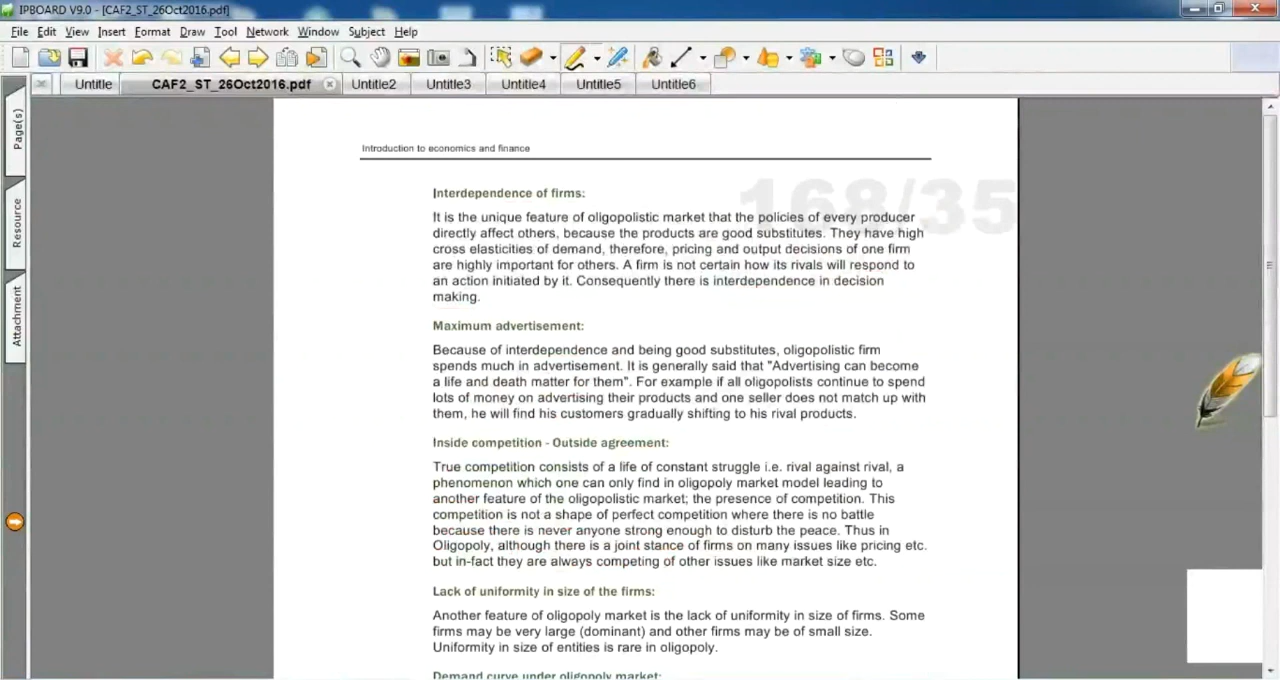 IPBOARD V9.0 - [CAF2_ST_26Oct2016.pdf]
File Edit View Insert Format Draw Tool Network Window Subject Help
Untitle CAF2_ST_26Oct2016.pdf Untitle2 Untitle3 Untitle4 Untitle5 Untitle6
Page(s)
Resource
Attachment
168/35
Introduction to economics and finance
Interdependence of firms:
It is the unique feature of oligopolistic market that the policies of every producer
directly affect others, because the products are good substitutes. They have high
cross elasticities of demand, therefore, pricing and output decisions of one firm
are highly important for others. A firm is not certain how its rivals will respond to
an action initiated by it. Consequently there is interdependence in decision
making.
Maximum advertisement:
Because of interdependence and being good substitutes, oligopolistic firm
spends much in advertisement. It is generally said that "Advertising can become
a life and death matter for them". For example if all oligopolists continue to spend
lots of money on advertising their products and one seller does not match up with
them, he will find his customers gradually shifting to his rival products.
Inside competition - Outside agreement:
True competition consists of a life of constant struggle i.e. rival against rival, a
phenomenon which one can only find in oligopoly market model leading to
another feature of the oligopolistic market; the presence of competition. This
competition is not a shape of perfect competition where there is no battle
because there is never anyone strong enough to disturb the peace. Thus in
Oligopoly, although there is a joint stance of firms on many issues like pricing etc.
but in-fact they are always competing of other issues like market size etc.
Lack of uniformity in size of the firms:
Another feature of oligopoly market is the lack of uniformity in size of firms. Some
firms may be very large (dominant) and other firms may be of small size.
Uniformity in size of entities is rare in oligopoly.
Demand curve under oligopoly market: